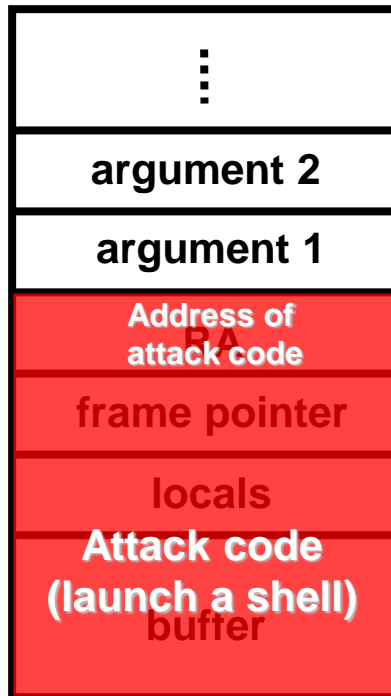 ⋮
argument 2
argument 1
Address of
RA
attack code
frame pointer
locals
Attack code
(launch a shell)
buffer